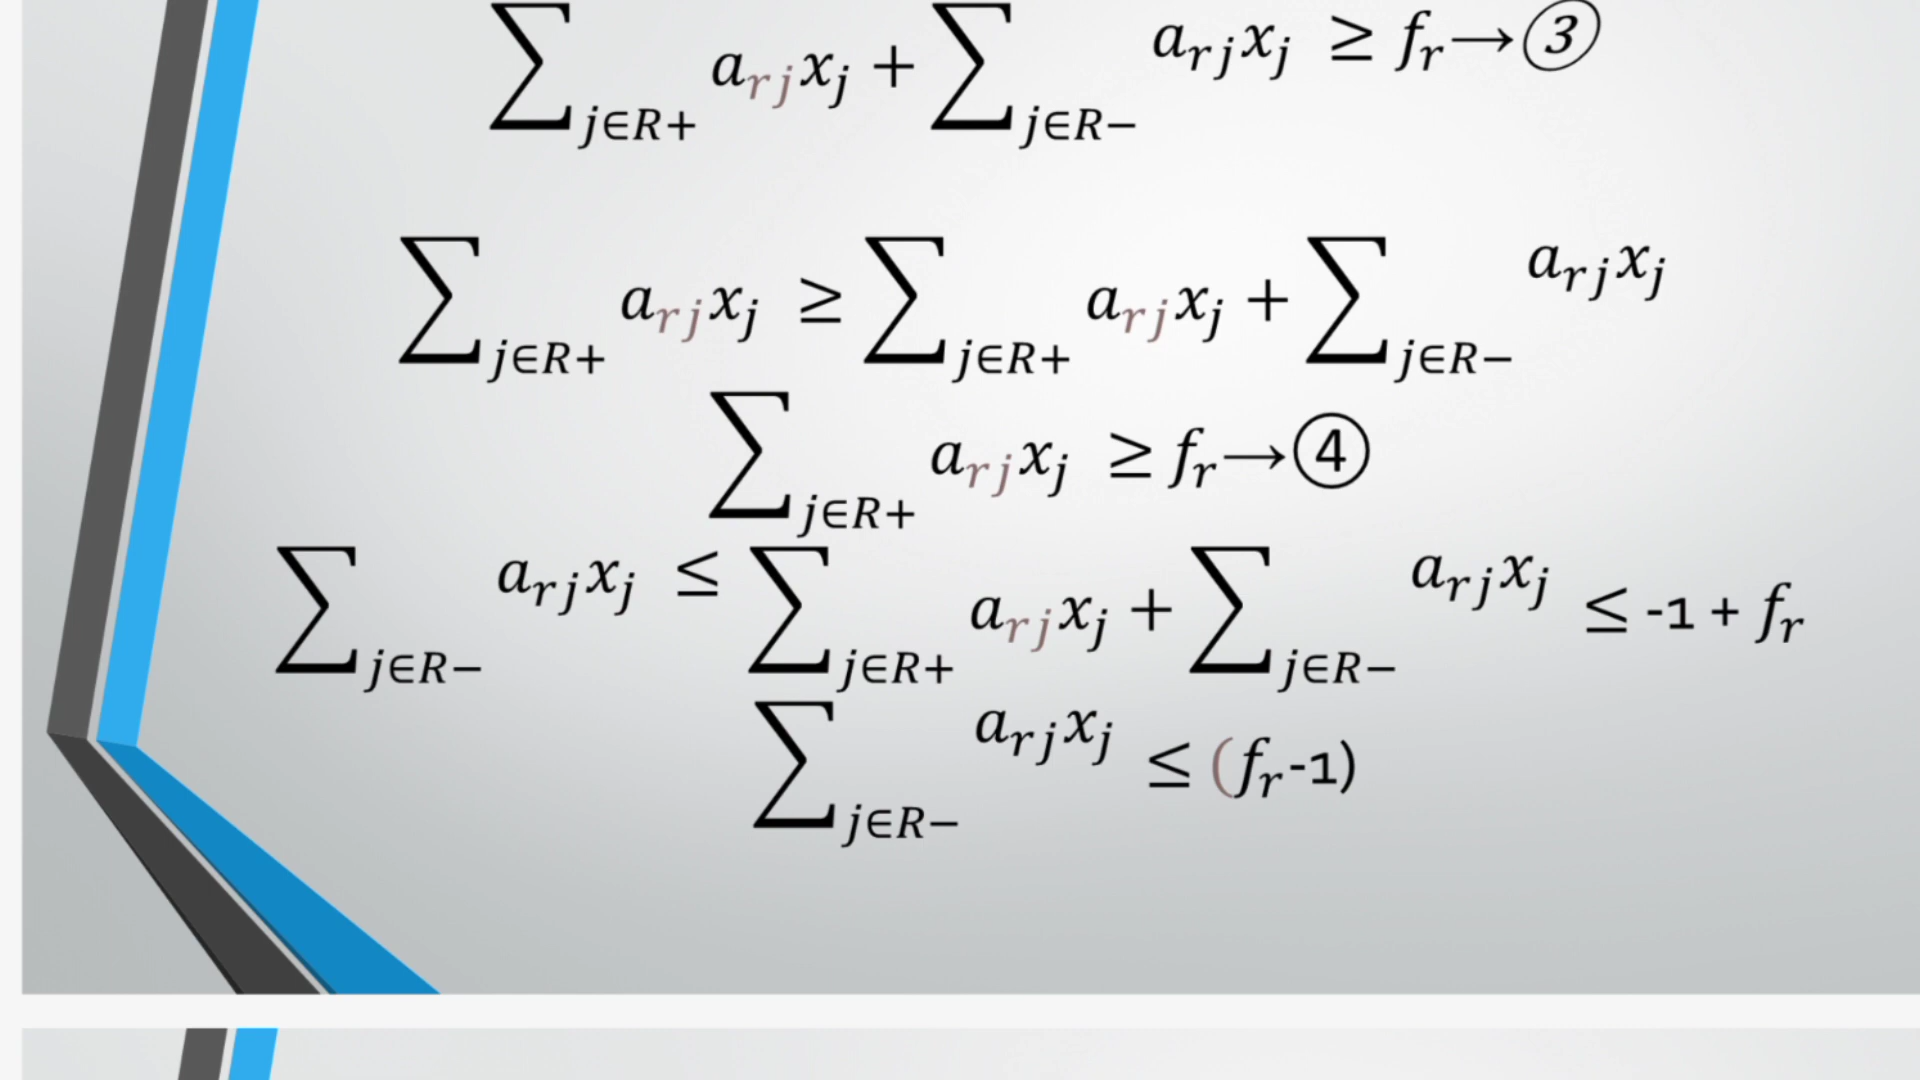 ∑_{j∈R+} a_{rj}x_j + ∑_{j∈R−} a_{rj}x_j ≥ f_r→③
∑_{j∈R+} a_{rj}x_j ≥ ∑_{j∈R+} a_{rj}x_j + ∑_{j∈R−} a_{rj}x_j
∑_{j∈R+} a_{rj}x_j ≥ f_r→④
∑_{j∈R−} a_{rj}x_j ≤ ∑_{j∈R+} a_{rj}x_j + ∑_{j∈R−} a_{rj}x_j ≤ -1 + f_r
∑_{j∈R−} a_{rj}x_j ≤ (f_r-1)